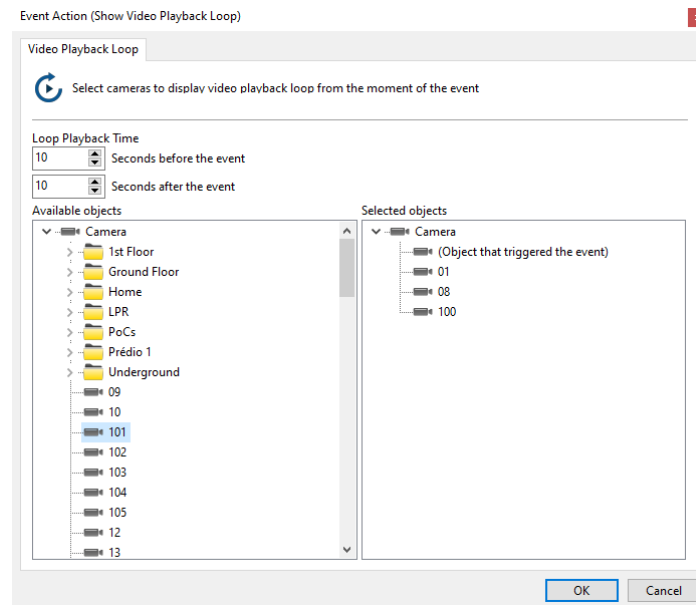 Event Action (Show Video Playback Loop)
Video Playback Loop
Select cameras to display video playback loop from the moment of the event
Loop Playback Time
10 Seconds before the event
10 Seconds after the event
Available objects
Camera
1st Floor
Ground Floor
Home
LPR
PoCs
Prédio 1
Underground
09
10
101
102
103
104
105
12
13
Selected objects
Camera
(Object that triggered the event)
01
08
100
OK Cancel